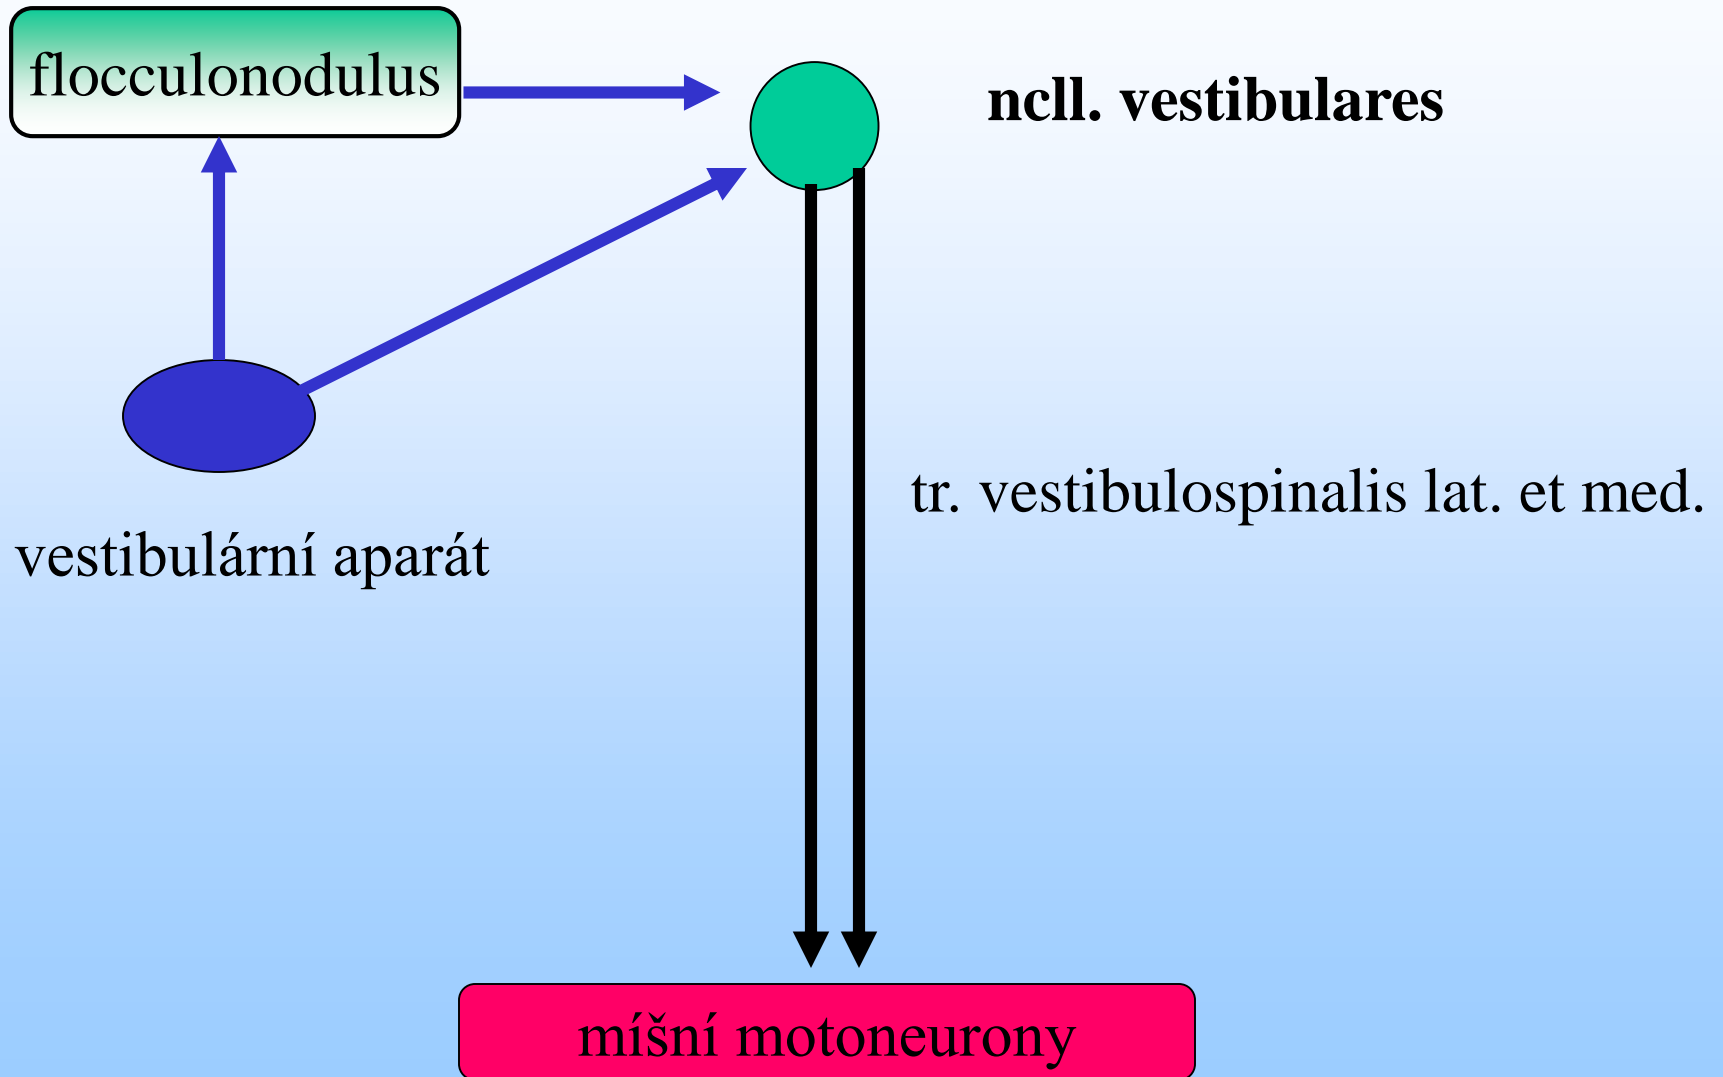 flocculonodulus
ncll. vestibulares
tr. vestibulospinalis lat. et med.
vestibulární aparát
míšní motoneurony